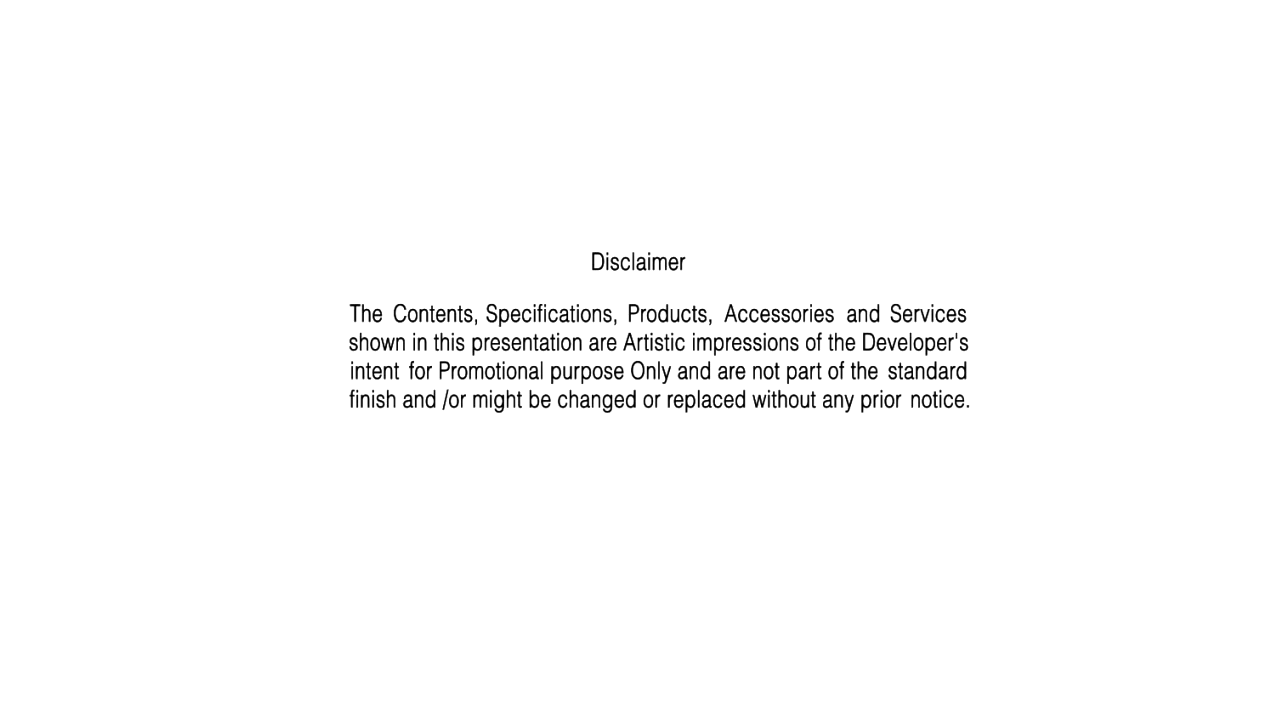 Disclaimer
The Contents, Specifications, Products, Accessories and Services
shown in this presentation are Artistic impressions of the Developer's
intent for Promotional purpose Only and are not part of the standard
finish and /or might be changed or replaced without any prior notice.